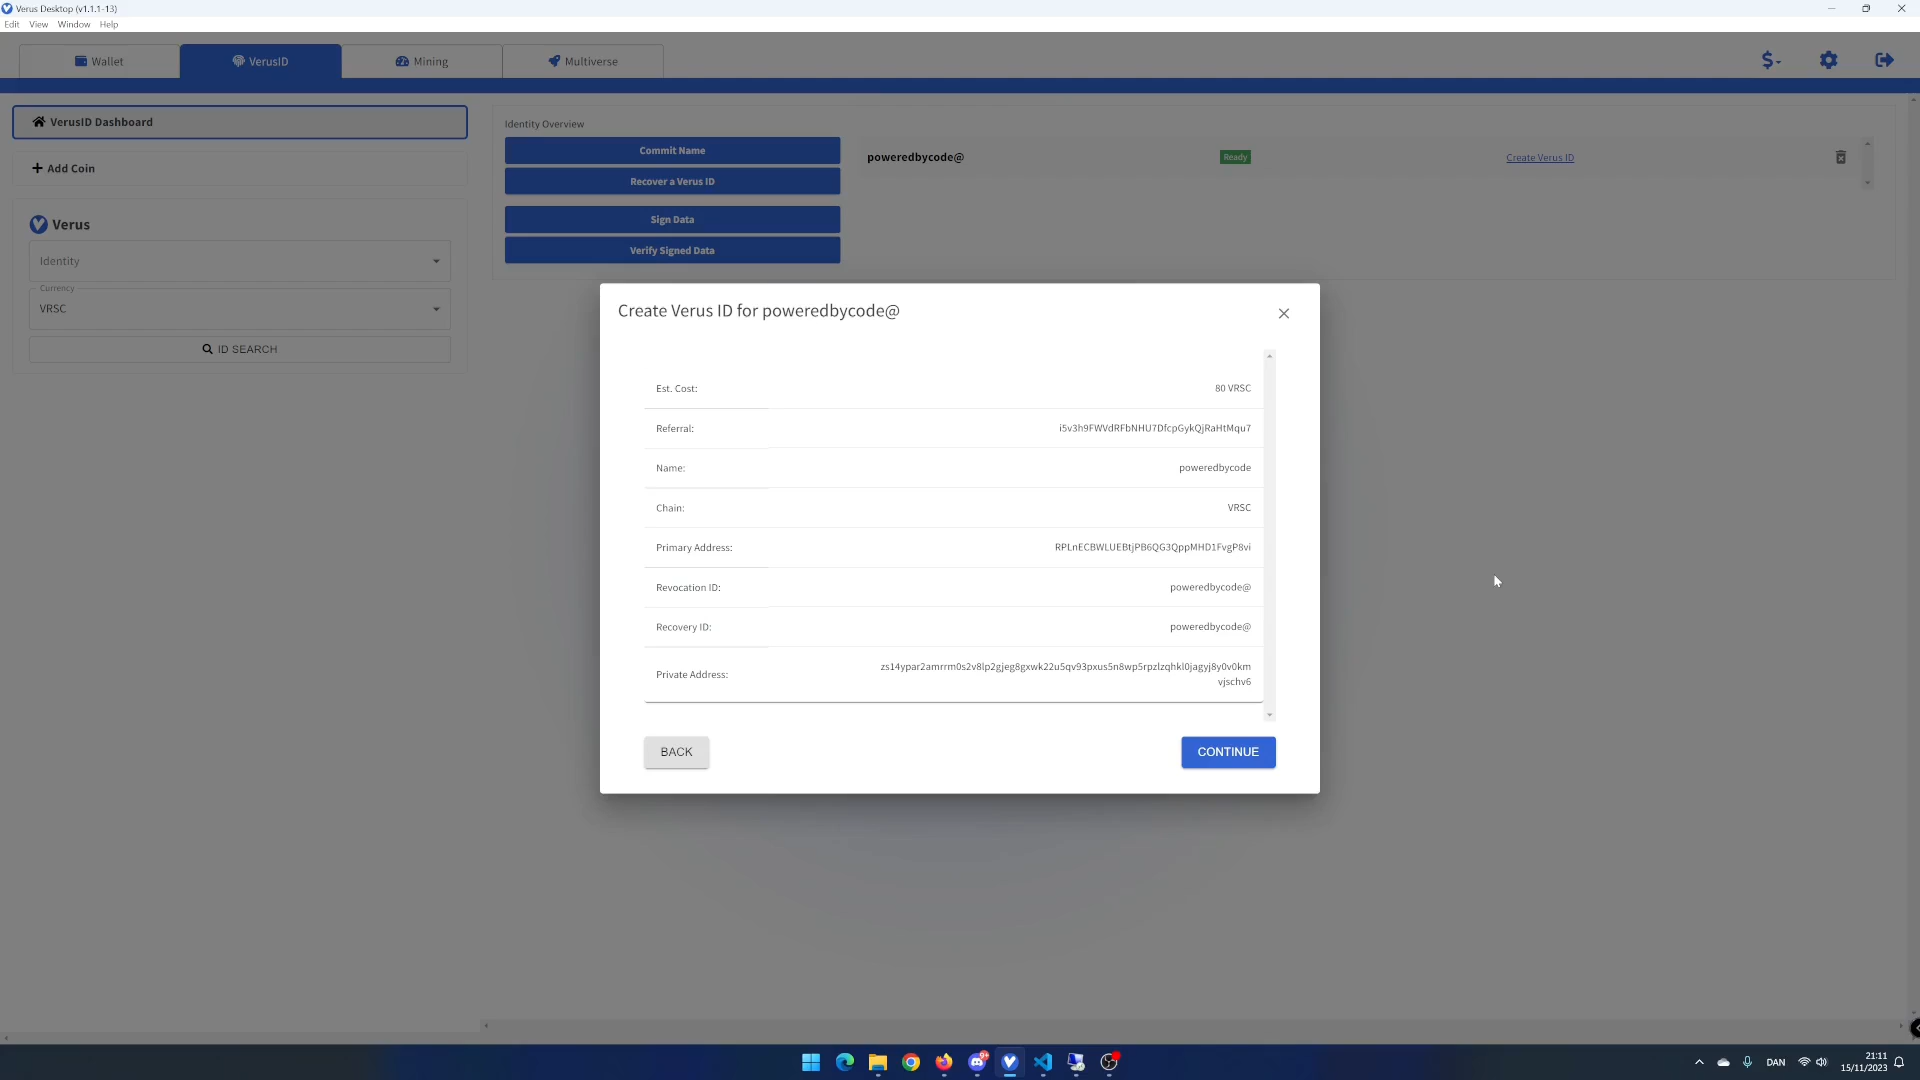 Verus Desktop (v1.1.1-13)
Edit View Window Help
Wallet
VerusID
Mining
Multiverse
VerusID Dashboard
Add Coin
Verus
Identity
Currency
VRSC
ID SEARCH
Identity Overview
Commit Name
Recover a Verus ID
Sign Data
Verify Signed Data
poweredbycode@
Ready
Create Verus ID
Create Verus ID for poweredbycode@
Est. Cost: 80 VRSC
Referral: i5v3h9FWVdRFbNHU7DfcpGykQjRaHtMqu7
Name: poweredbycode
Chain: VRSC
Primary Address: RPLnECBWLUEBtjPB6QG3QppMHD1FvgP8vi
Revocation ID: poweredbycode@
Recovery ID: poweredbycode@
Private Address: zs14ypar2amrrm0s2v8lp2gjeg8gxwk22u5qv93pxus5n8wp5rpzlzqhkl0jagyj8y0v0km
vjschv6
BACK
CONTINUE
9+
DAN
21:11
15/11/2023